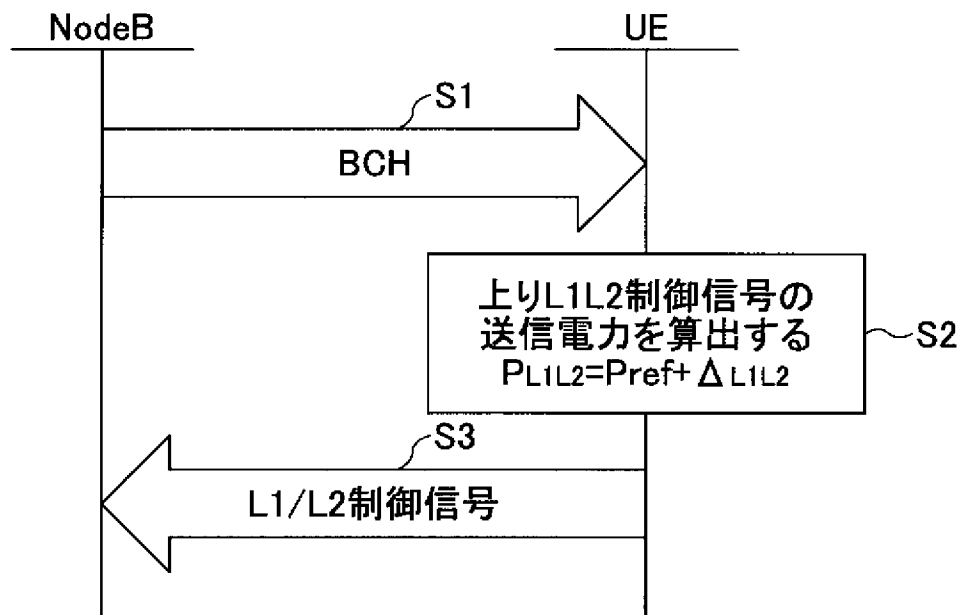 NodeB
UE
S1
BCH
上りL1L2制御信号の
送信電力を算出する
PL1L2=Pref+ΔL1L2
S2
S3
L1/L2制御信号